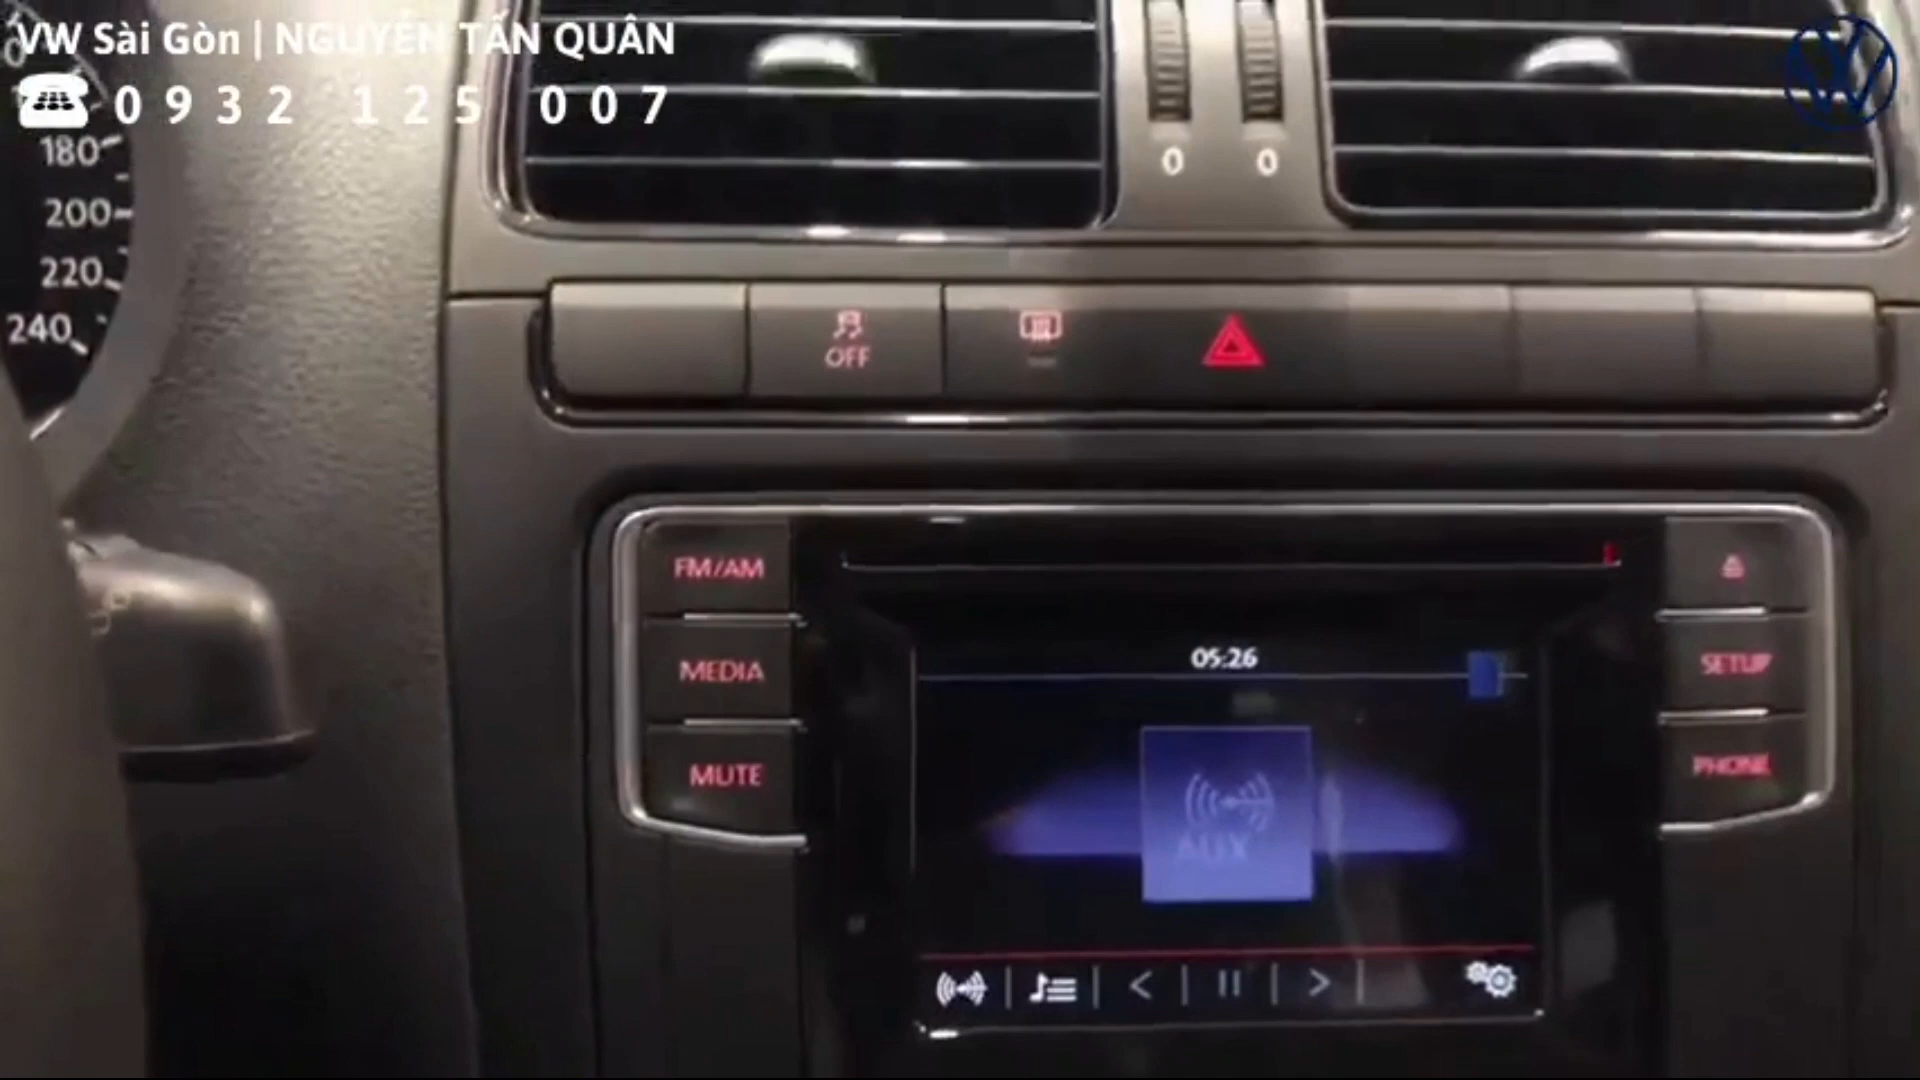 VW Sài Gòn | NGUYỄN TẤN QUÂN
0932 125 007
180
200
220
240
0 0
OFF
FM/AM
MEDIA
MUTE
SETUP
PHONE
05:26
AUX